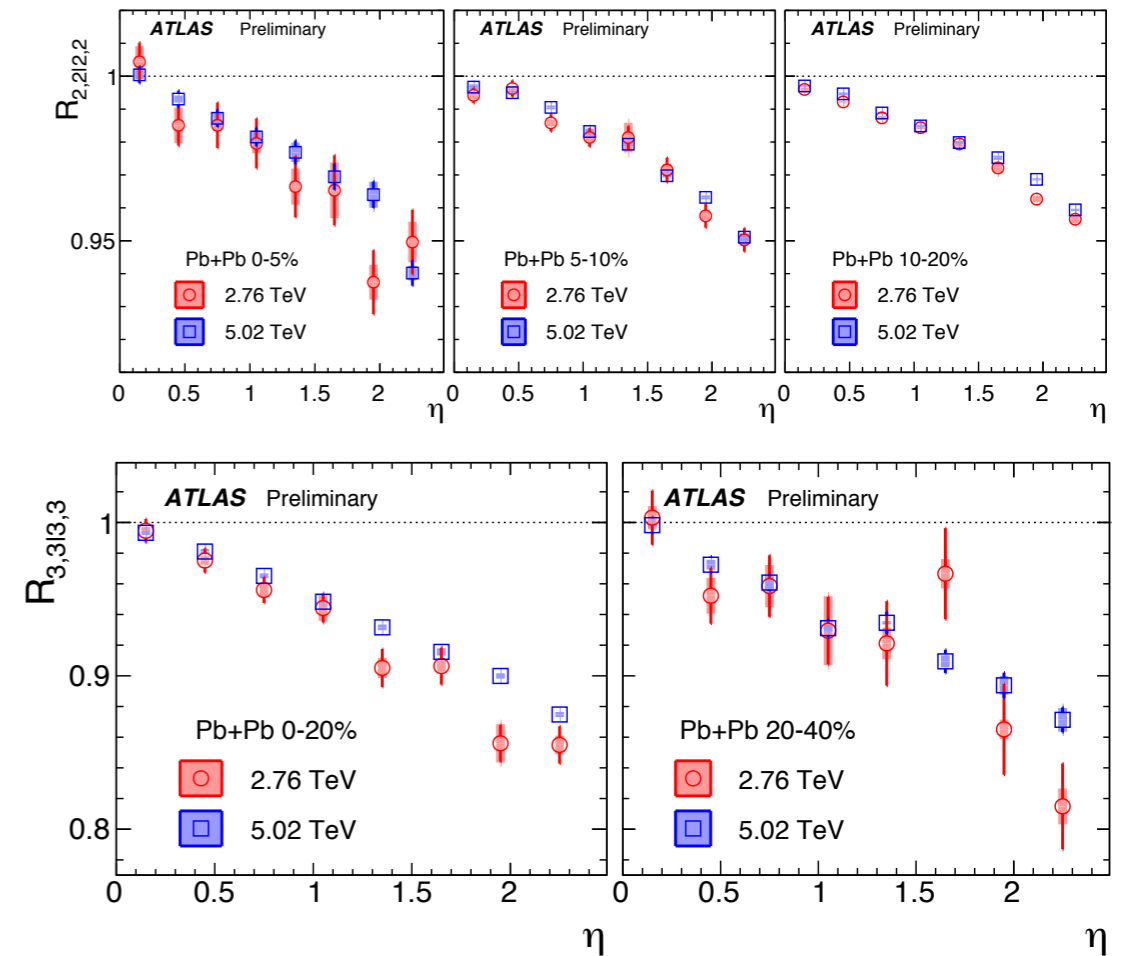 ATLAS Preliminary
ATLAS Preliminary
ATLAS Preliminary
R2,2|2,2
1
0.95
Pb+Pb 0-5%
2.76 TeV
5.02 TeV
Pb+Pb 5-10%
2.76 TeV
5.02 TeV
Pb+Pb 10-20%
2.76 TeV
5.02 TeV
0 0.5 1 1.5 2
η
0 0.5 1 1.5 2
η
0 0.5 1 1.5 2
η
ATLAS Preliminary
ATLAS Preliminary
R3,3|3,3
1
0.9
0.8
Pb+Pb 0-20%
2.76 TeV
5.02 TeV
Pb+Pb 20-40%
2.76 TeV
5.02 TeV
0 0.5 1 1.5 2
η
0 0.5 1 1.5 2
η